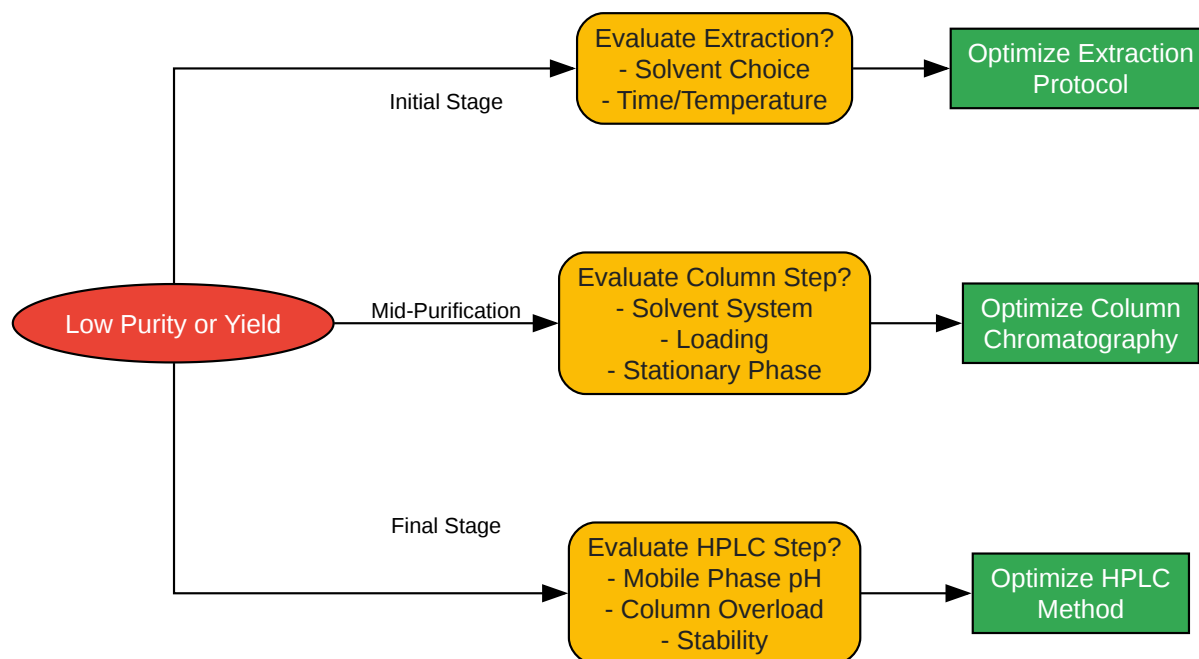 Evaluate Extraction?
- Solvent Choice
- Time/Temperature
Optimize Extraction
Protocol
Initial Stage
Low Purity or Yield
Mid-Purification
Evaluate Column Step?
- Solvent System
- Loading
- Stationary Phase
Optimize Column
Chromatography
Final Stage
Evaluate HPLC Step?
- Mobile Phase pH
- Column Overload
- Stability
Optimize HPLC
Method